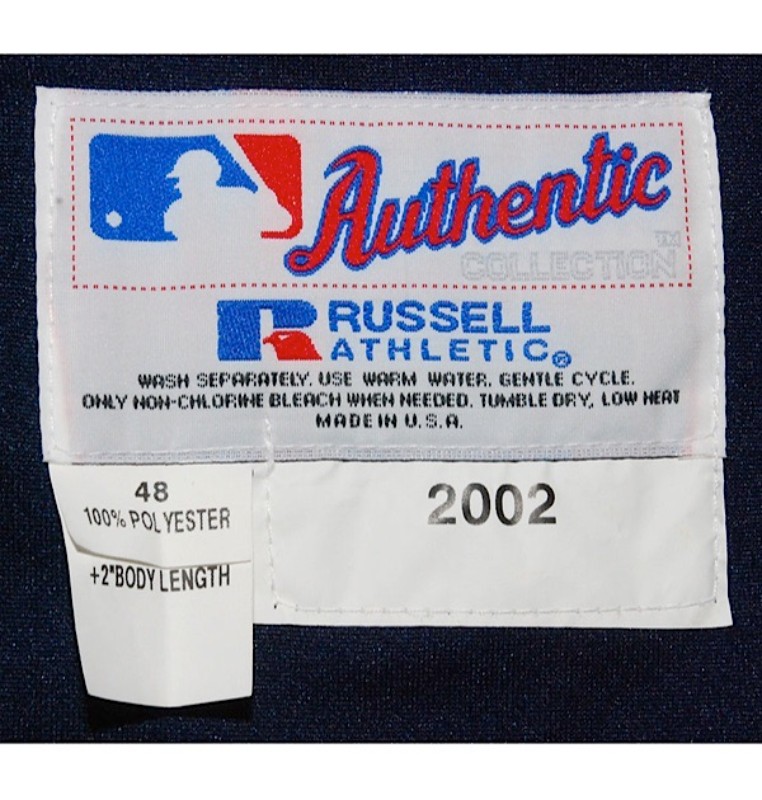 Authentic
COLLECTION™
RUSSELL
ATHLETIC®
WASH SEPARATELY. USE WARM WATER. GENTLE CYCLE.
ONLY NON-CHLORINE BLEACH WHEN NEEDED. TUMBLE DRY, LOW HEAT
MADE IN U.S.A.
48
100% POLYESTER
+2"BODY LENGTH
2002